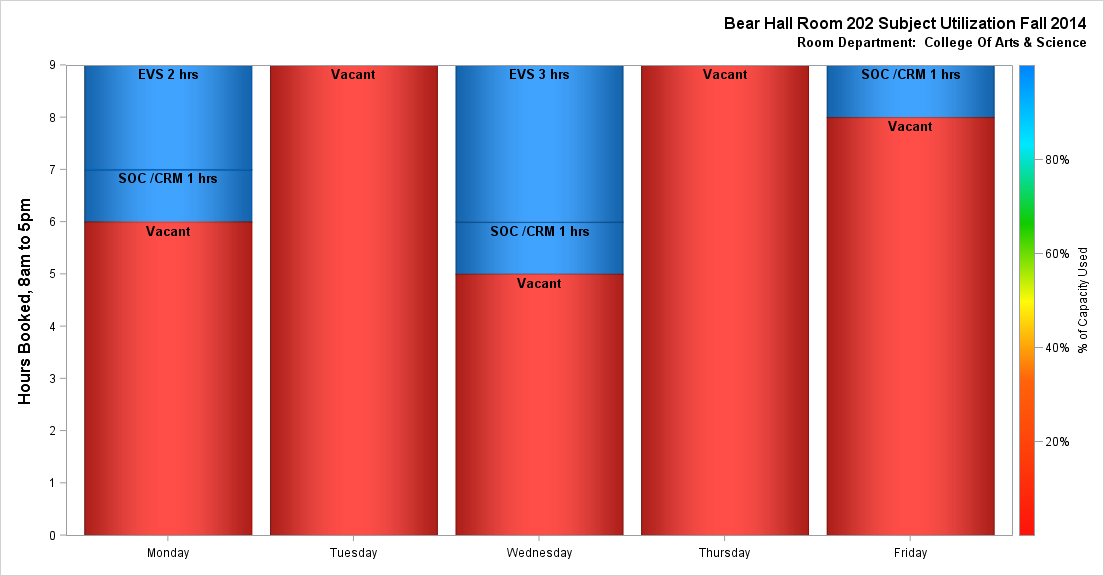 Bear Hall Room 202 Subject Utilization Fall 2014
Room Department:  College Of Arts & Science
Hours Booked, 8am to 5pm
9
8
7
6
5
4
3
2
1
0
EVS 2 hrs
SOC /CRM 1 hrs
Vacant
Vacant
EVS 3 hrs
SOC /CRM 1 hrs
Vacant
Vacant
SOC /CRM 1 hrs
Vacant
Monday
Tuesday
Wednesday
Thursday
Friday
80%
60%
40%
20%
% of Capacity Used